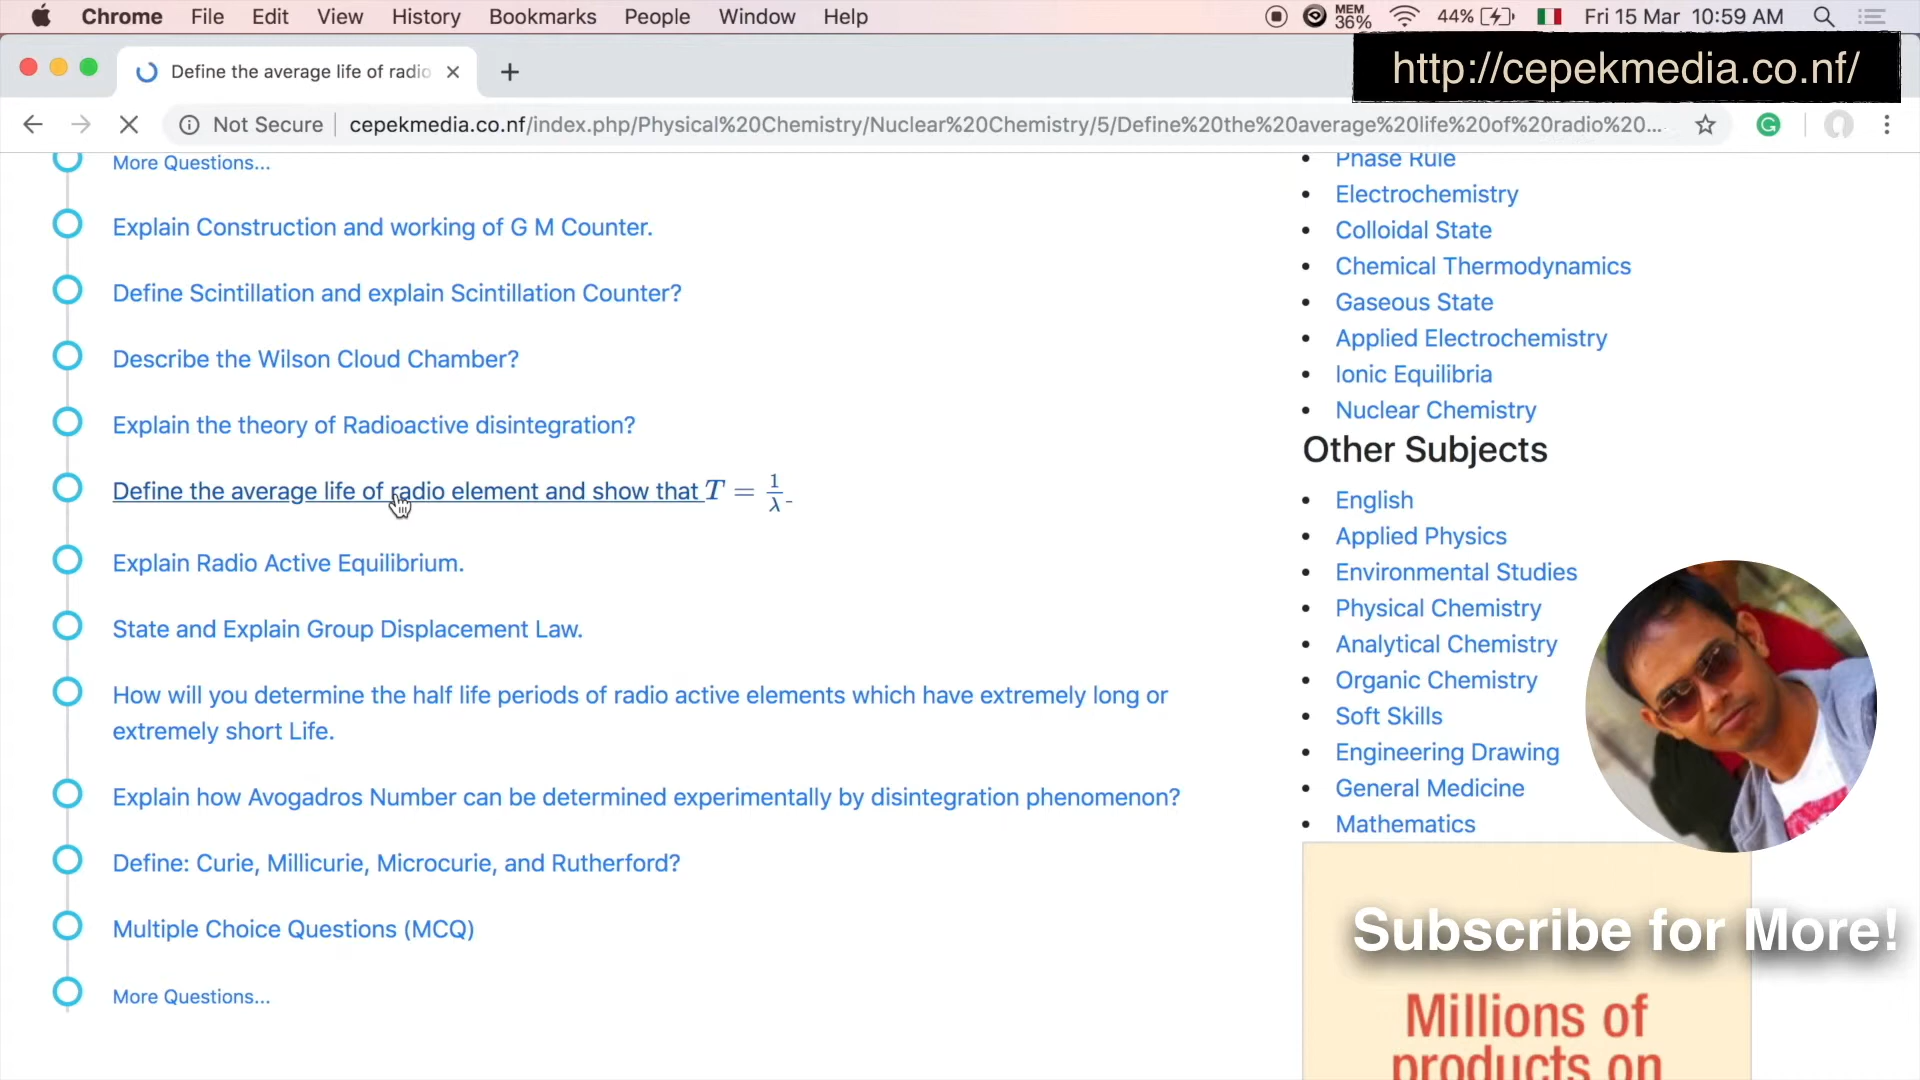 Chrome File Edit View History Bookmarks People Window Help
MEM
36%
44%
Fri 15 Mar 10:59 AM
Define the average life of radio
http://cepekmedia.co.nf/
Not Secure
cepekmedia.co.nf/index.php/Physical%20Chemistry/Nuclear%20Chemistry/5/Define%20the%20average%20life%20of%20radio%20...
More Questions...
Explain Construction and working of G M Counter.
Define Scintillation and explain Scintillation Counter?
Describe the Wilson Cloud Chamber?
Explain the theory of Radioactive disintegration?
Define the average life of radio element and show that T = 1/λ.
Explain Radio Active Equilibrium.
State and Explain Group Displacement Law.
How will you determine the half life periods of radio active elements which have extremely long or
extremely short Life.
Explain how Avogadros Number can be determined experimentally by disintegration phenomenon?
Define: Curie, Millicurie, Microcurie, and Rutherford?
Multiple Choice Questions (MCQ)
More Questions...
Phase Rule
Electrochemistry
Colloidal State
Chemical Thermodynamics
Gaseous State
Applied Electrochemistry
Ionic Equilibria
Nuclear Chemistry
Other Subjects
English
Applied Physics
Environmental Studies
Physical Chemistry
Analytical Chemistry
Organic Chemistry
Soft Skills
Engineering Drawing
General Medicine
Mathematics
Subscribe for More!
Millions of
products on